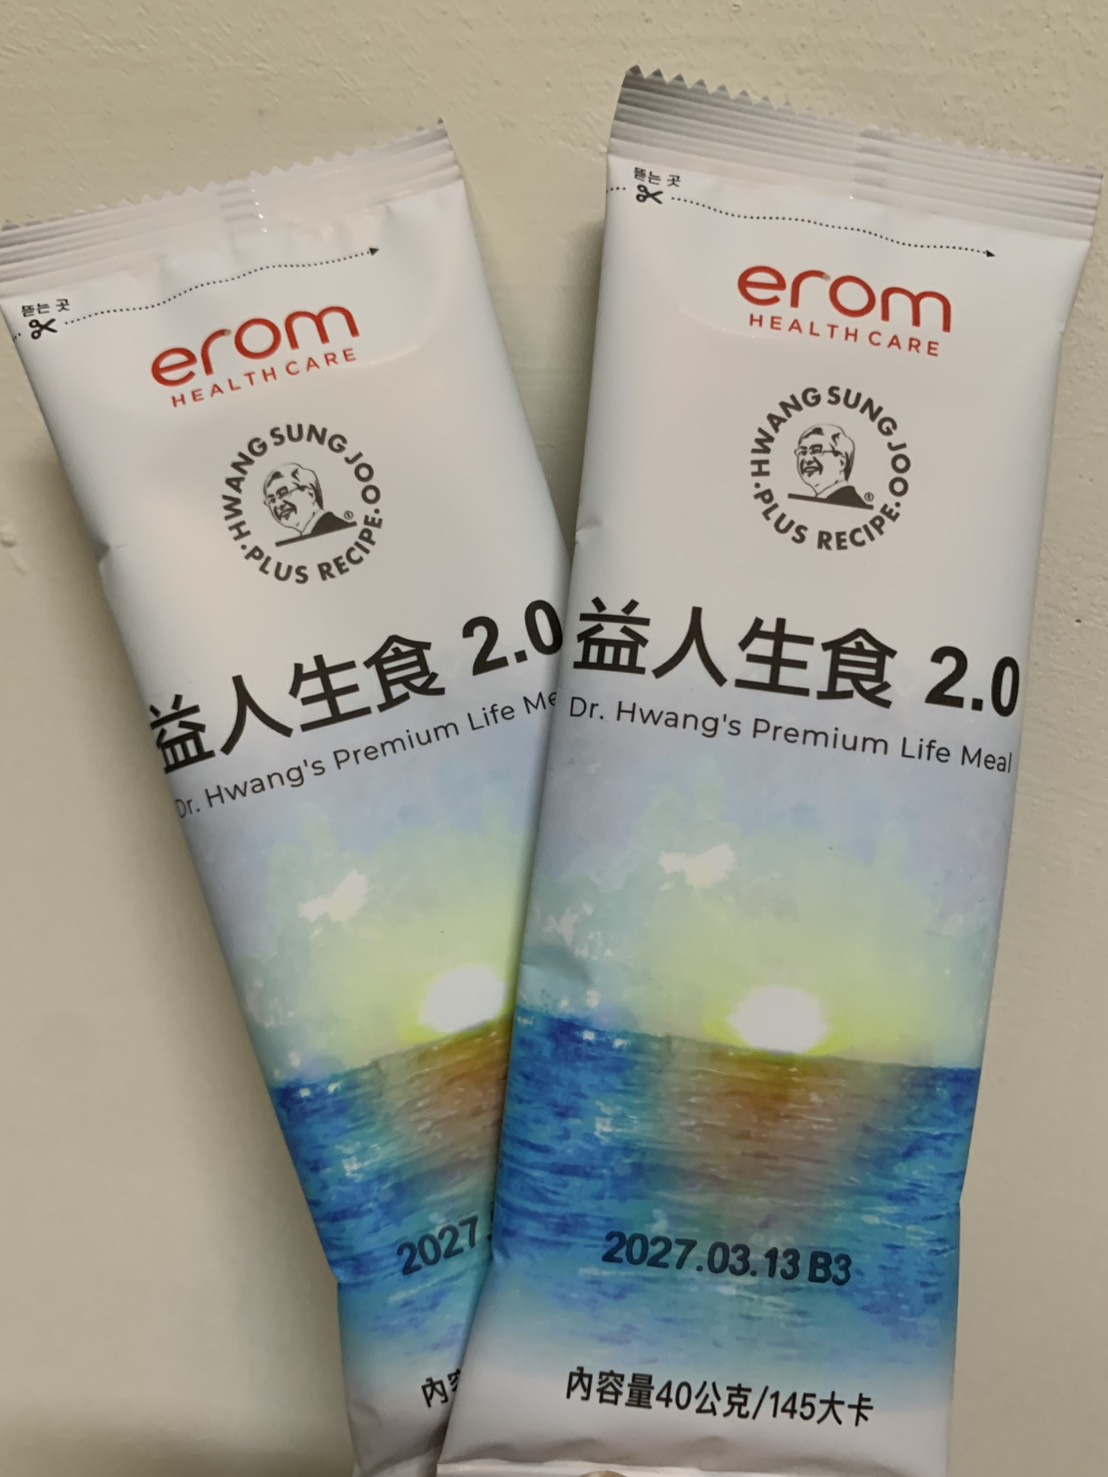 뜯는 곳
erom
HEALTH CARE
HWANG SUNG JOO
PLUS RECIPE
益人生食 2.0
Dr. Hwang's Premium Life Me
2027.
內容
뜯는 곳
erom
HEALTH CARE
HWANG SUNG JOO
PLUS RECIPE
益人生食 2.0
Dr. Hwang's Premium Life Meal
2027.03.13 B3
內容量40公克/145大卡